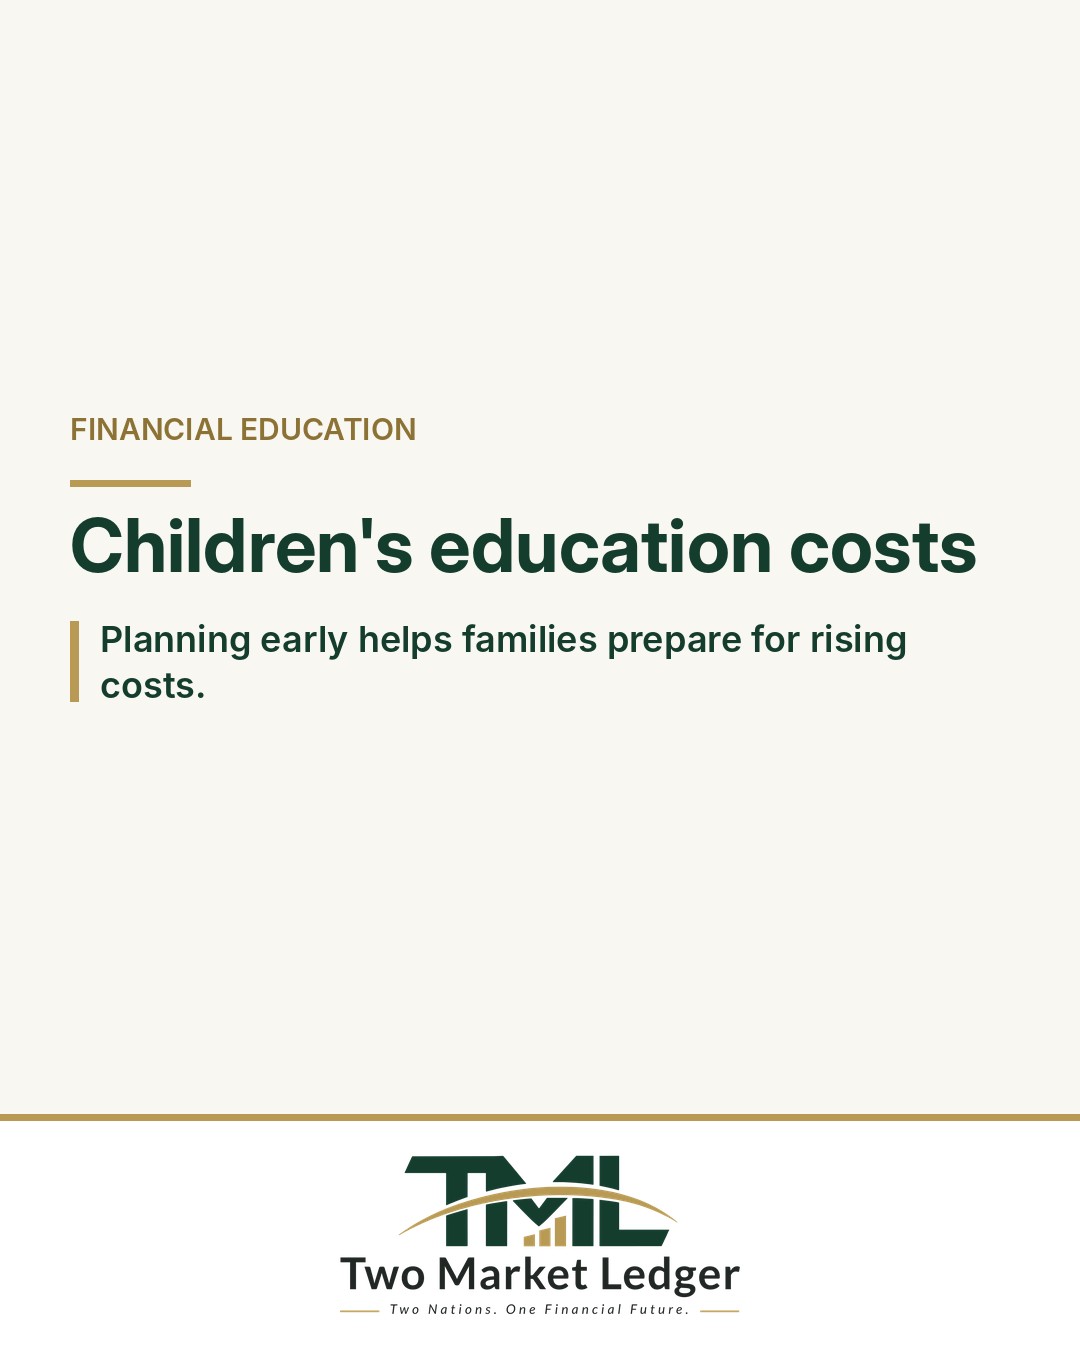 FINANCIAL EDUCATION
Children's education costs
Planning early helps families prepare for rising
costs.
TML
Two Market Ledger
Two Nations. One Financial Future.